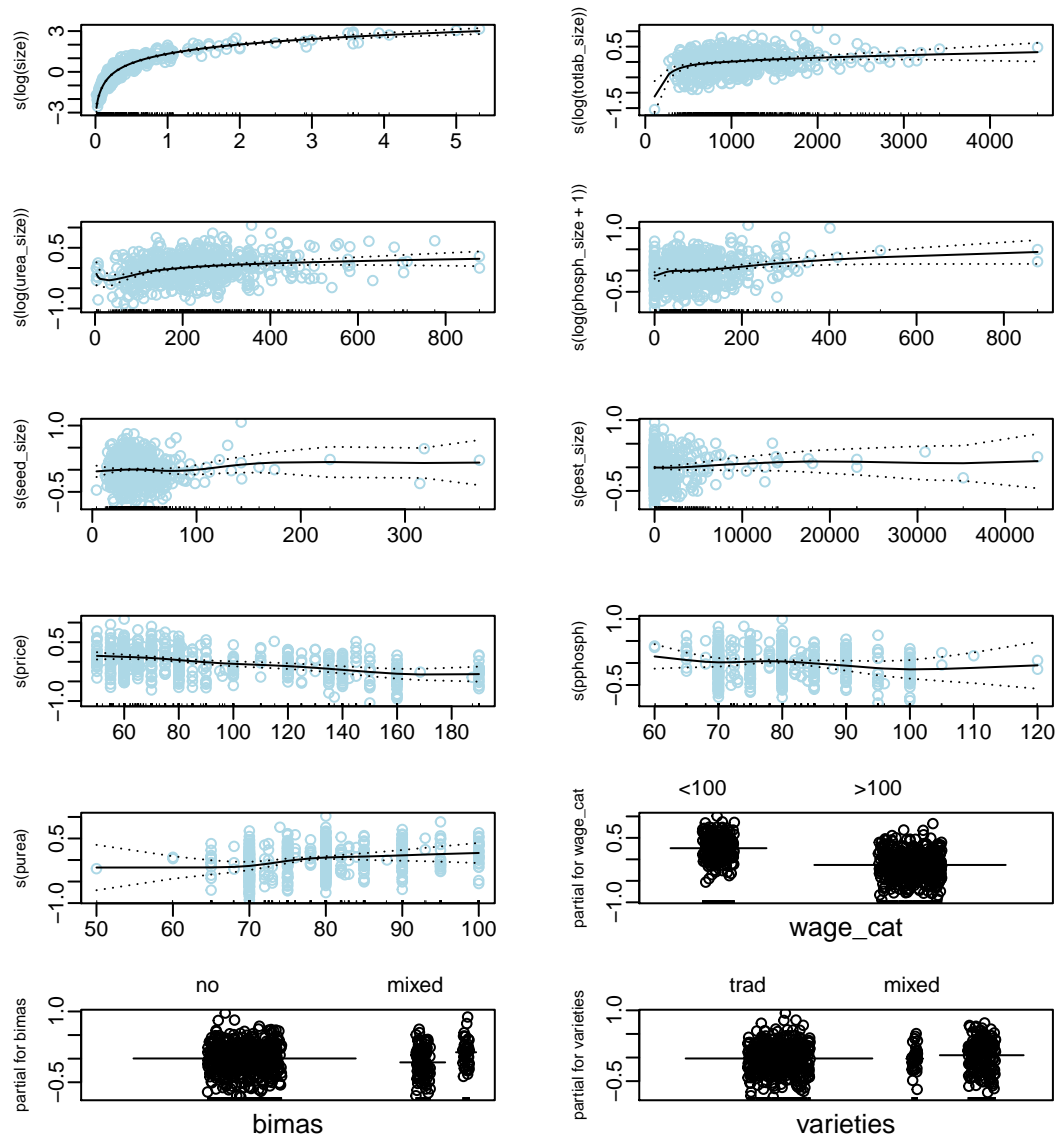 s(log(size))
−3 0 3
0 1 2 3 4 5
s(log(totlab_size))
−1.5 0.5
0 1000 2000 3000 4000
s(log(urea_size))
−1.0 0.5
0 200 400 600 800
s(log(phosph_size + 1))
−0.5 1.0
0 200 400 600 800
s(seed_size)
−0.5 1.0
0 100 200 300
s(pest_size)
−0.5 1.0
0 10000 20000 30000 40000
s(price)
−1.0 0.5
60 80 100 120 140 160 190
s(pphosph)
−0.5 1.0
60 70 80 90 100 110 120
s(purea)
−1.0 0.5
50 60 70 80 90 100
<100 >100
partial for wage_cat
−1.0 0.5
wage_cat
no mixed
partial for bimas
−0.5 1.0
bimas
trad mixed
partial for varieties
−0.5 1.0
varieties